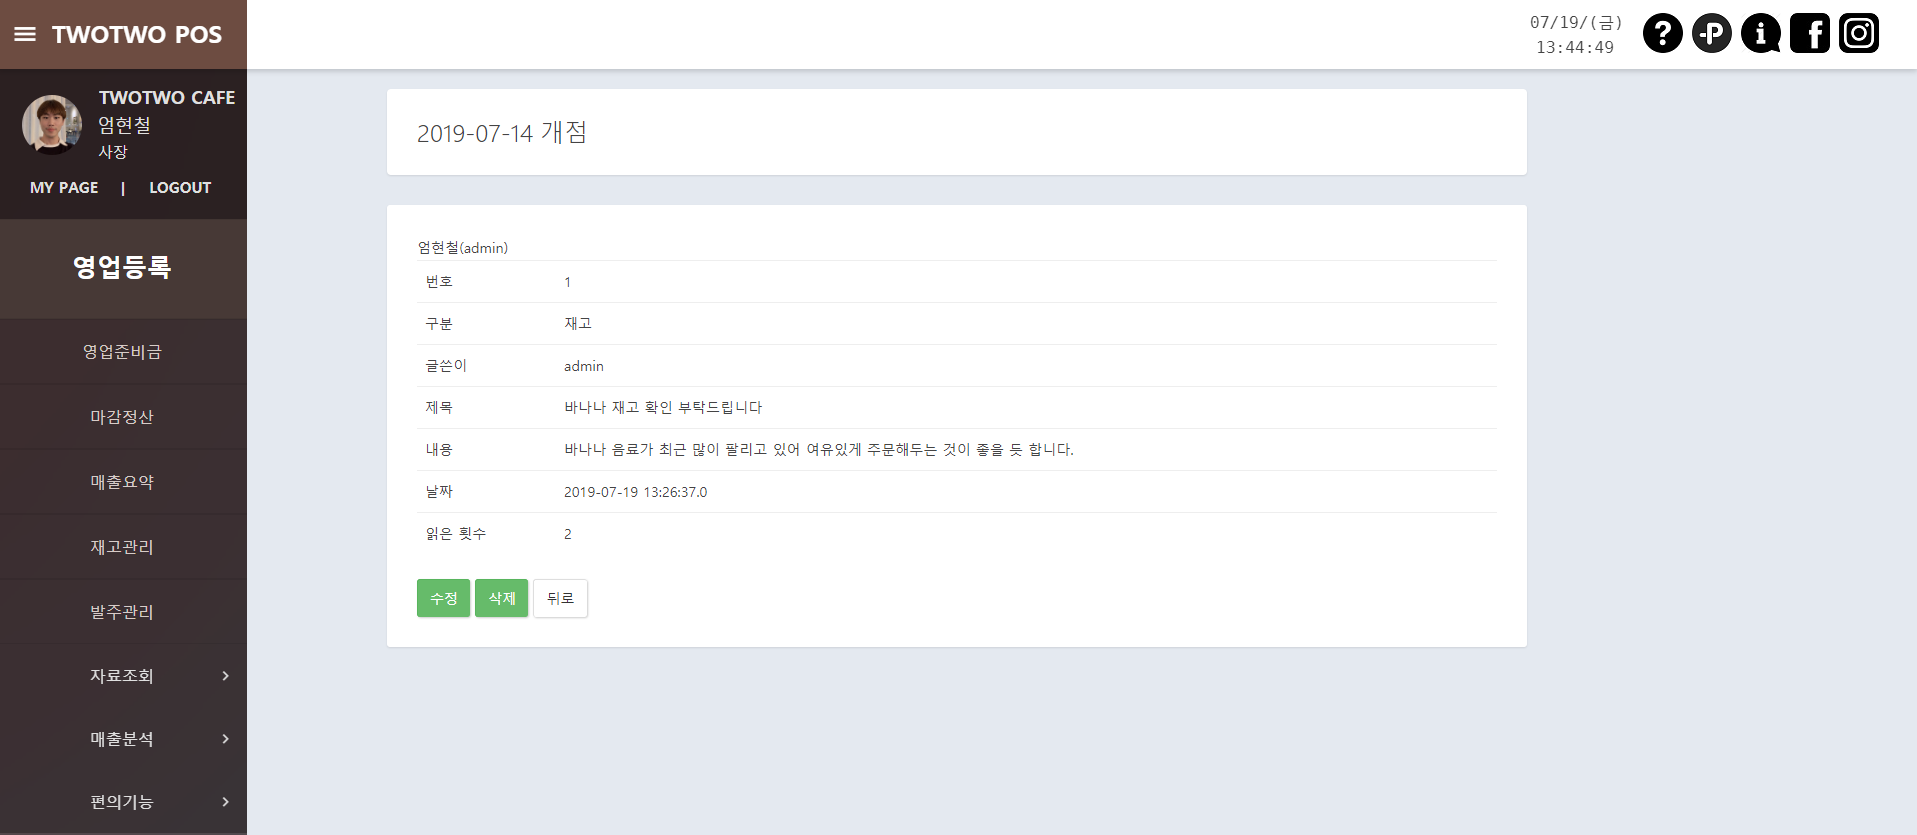 TWOTWO POS
07/19/(금)
13:44:49
TWOTWO CAFE
엄현철
사장
MY PAGE | LOGOUT
영업등록
영업준비금
마감정산
매출요약
재고관리
발주관리
자료조회
매출분석
편의기능
2019-07-14 개점
엄현철(admin)
번호 1
구분 재고
글쓴이 admin
제목 바나나 재고 확인 부탁드립니다
내용 바나나 음료가 최근 많이 팔리고 있어 여유있게 주문해두는 것이 좋을 듯 합니다.
날짜 2019-07-19 13:26:37.0
읽은 횟수 2
수정 삭제 뒤로